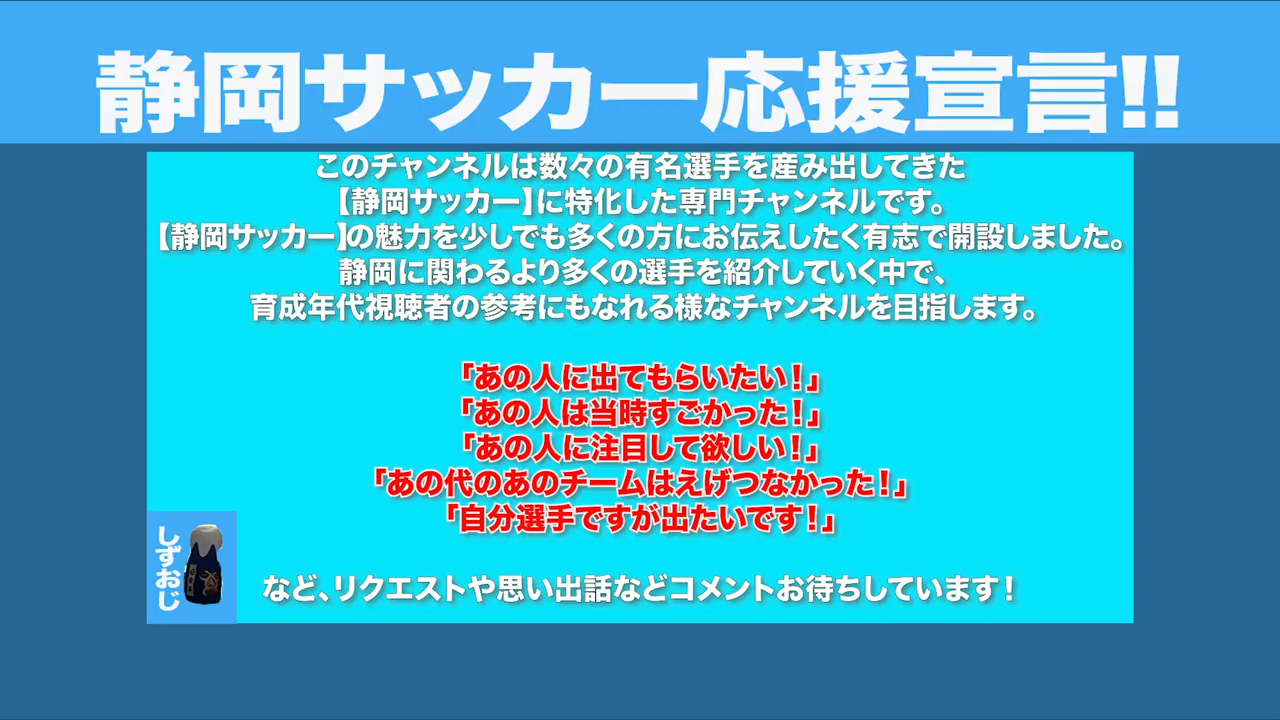 静岡サッカー応援宣言!!
このチャンネルは数々の有名選手を産み出してきた
【静岡サッカー】に特化した専門チャンネルです。
【静岡サッカー】の魅力を少しでも多くの方にお伝えしたく有志で開設しました。
静岡に関わるより多くの選手を紹介していく中で、
育成年代視聴者の参考にもなれる様なチャンネルを目指します。
「あの人に出てもらいたい！」
「あの人は当時すごかった！」
「あの人に注目して欲しい！」
「あの代のあのチームはえげつなかった！」
「自分選手ですが出たいです！」
しずおじ
など、リクエストや思い出話などコメントお待ちしています！